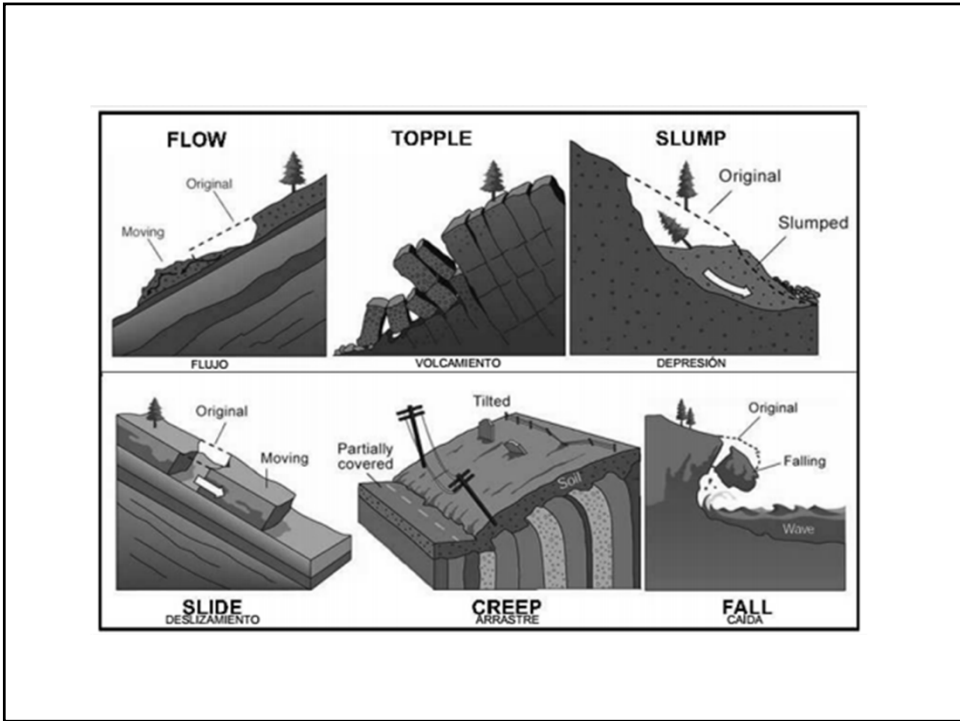 FLOW
Original
Moving
FLUJO
TOPPLE
VOLCAMIENTO
SLUMP
Original
Slumped
DEPRESIÓN
Original
Moving
SLIDE
DESLIZAMIENTO
Tilted
Partially
covered
Soil
CREEP
ARRASTRE
Original
Falling
Wave
FALL
CAÍDA